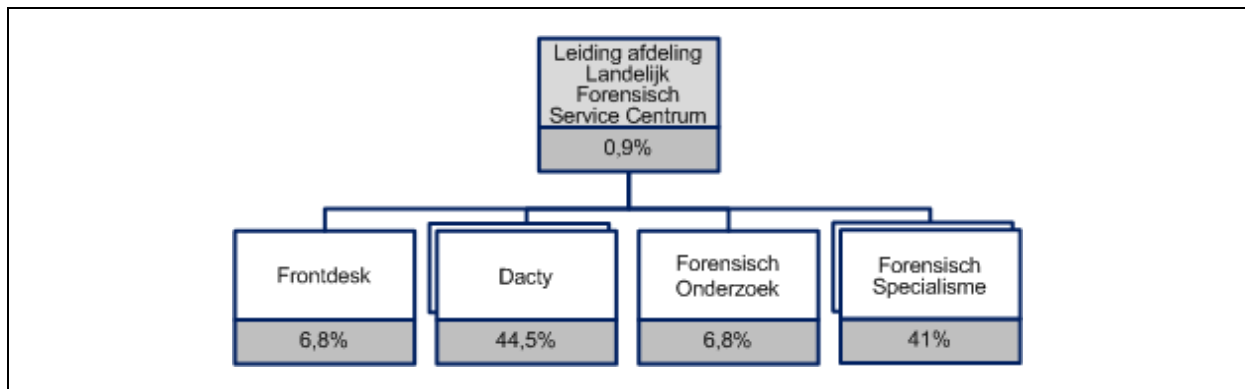 Leiding afdeling
Landelijk
Forensisch
Service Centrum
0,9%
Frontdesk
6,8%
Dacty
44,5%
Forensisch
Onderzoek
6,8%
Forensisch
Specialisme
41%